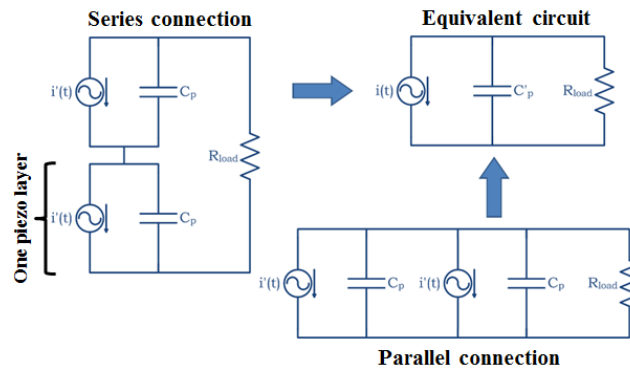 Series connection
i'(t)
Cp
Rload
One piezo layer
i'(t)
Cp
Equivalent circuit
i(t)
C'p
Rload
i'(t)
Cp
i'(t)
Cp
Rload
Parallel connection